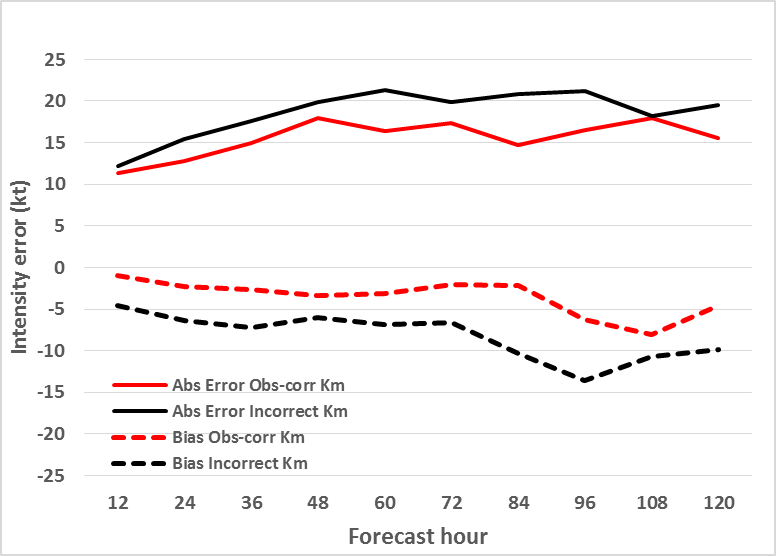 25
20
15
10
5
0
-5
-10
-15
-20
-25
Intensity error (kt)
Abs Error Obs-corr Km
Abs Error Incorrect Km
Bias Obs-corr Km
Bias Incorrect Km
12 24 36 48 60 72 84 96 108 120
Forecast hour